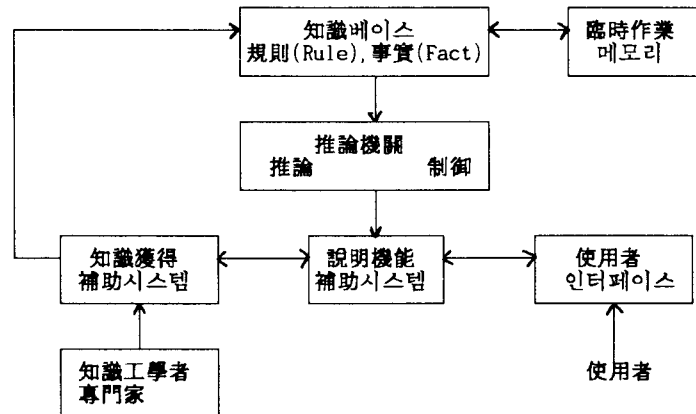 知識베이스
規則(Rule), 事實(Fact)
臨時作業
메모리
推論機關
推論 制御
知識獲得
補助시스템
說明機能
補助시스템
使用者
인터페이스
知識工學者
專門家
使用者